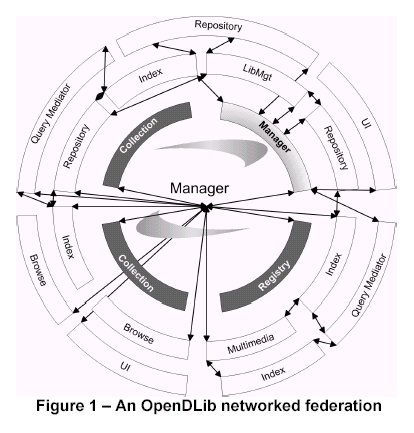 Repository
Index
LibMgt
Query Mediator
Repository
Collection
Manager
Repository
UI
Manager
Browse
Index
Collection
Registry
Index
Query Mediator
Browse
UI
Multimedia
Index
Figure 1 – An OpenDLib networked federation